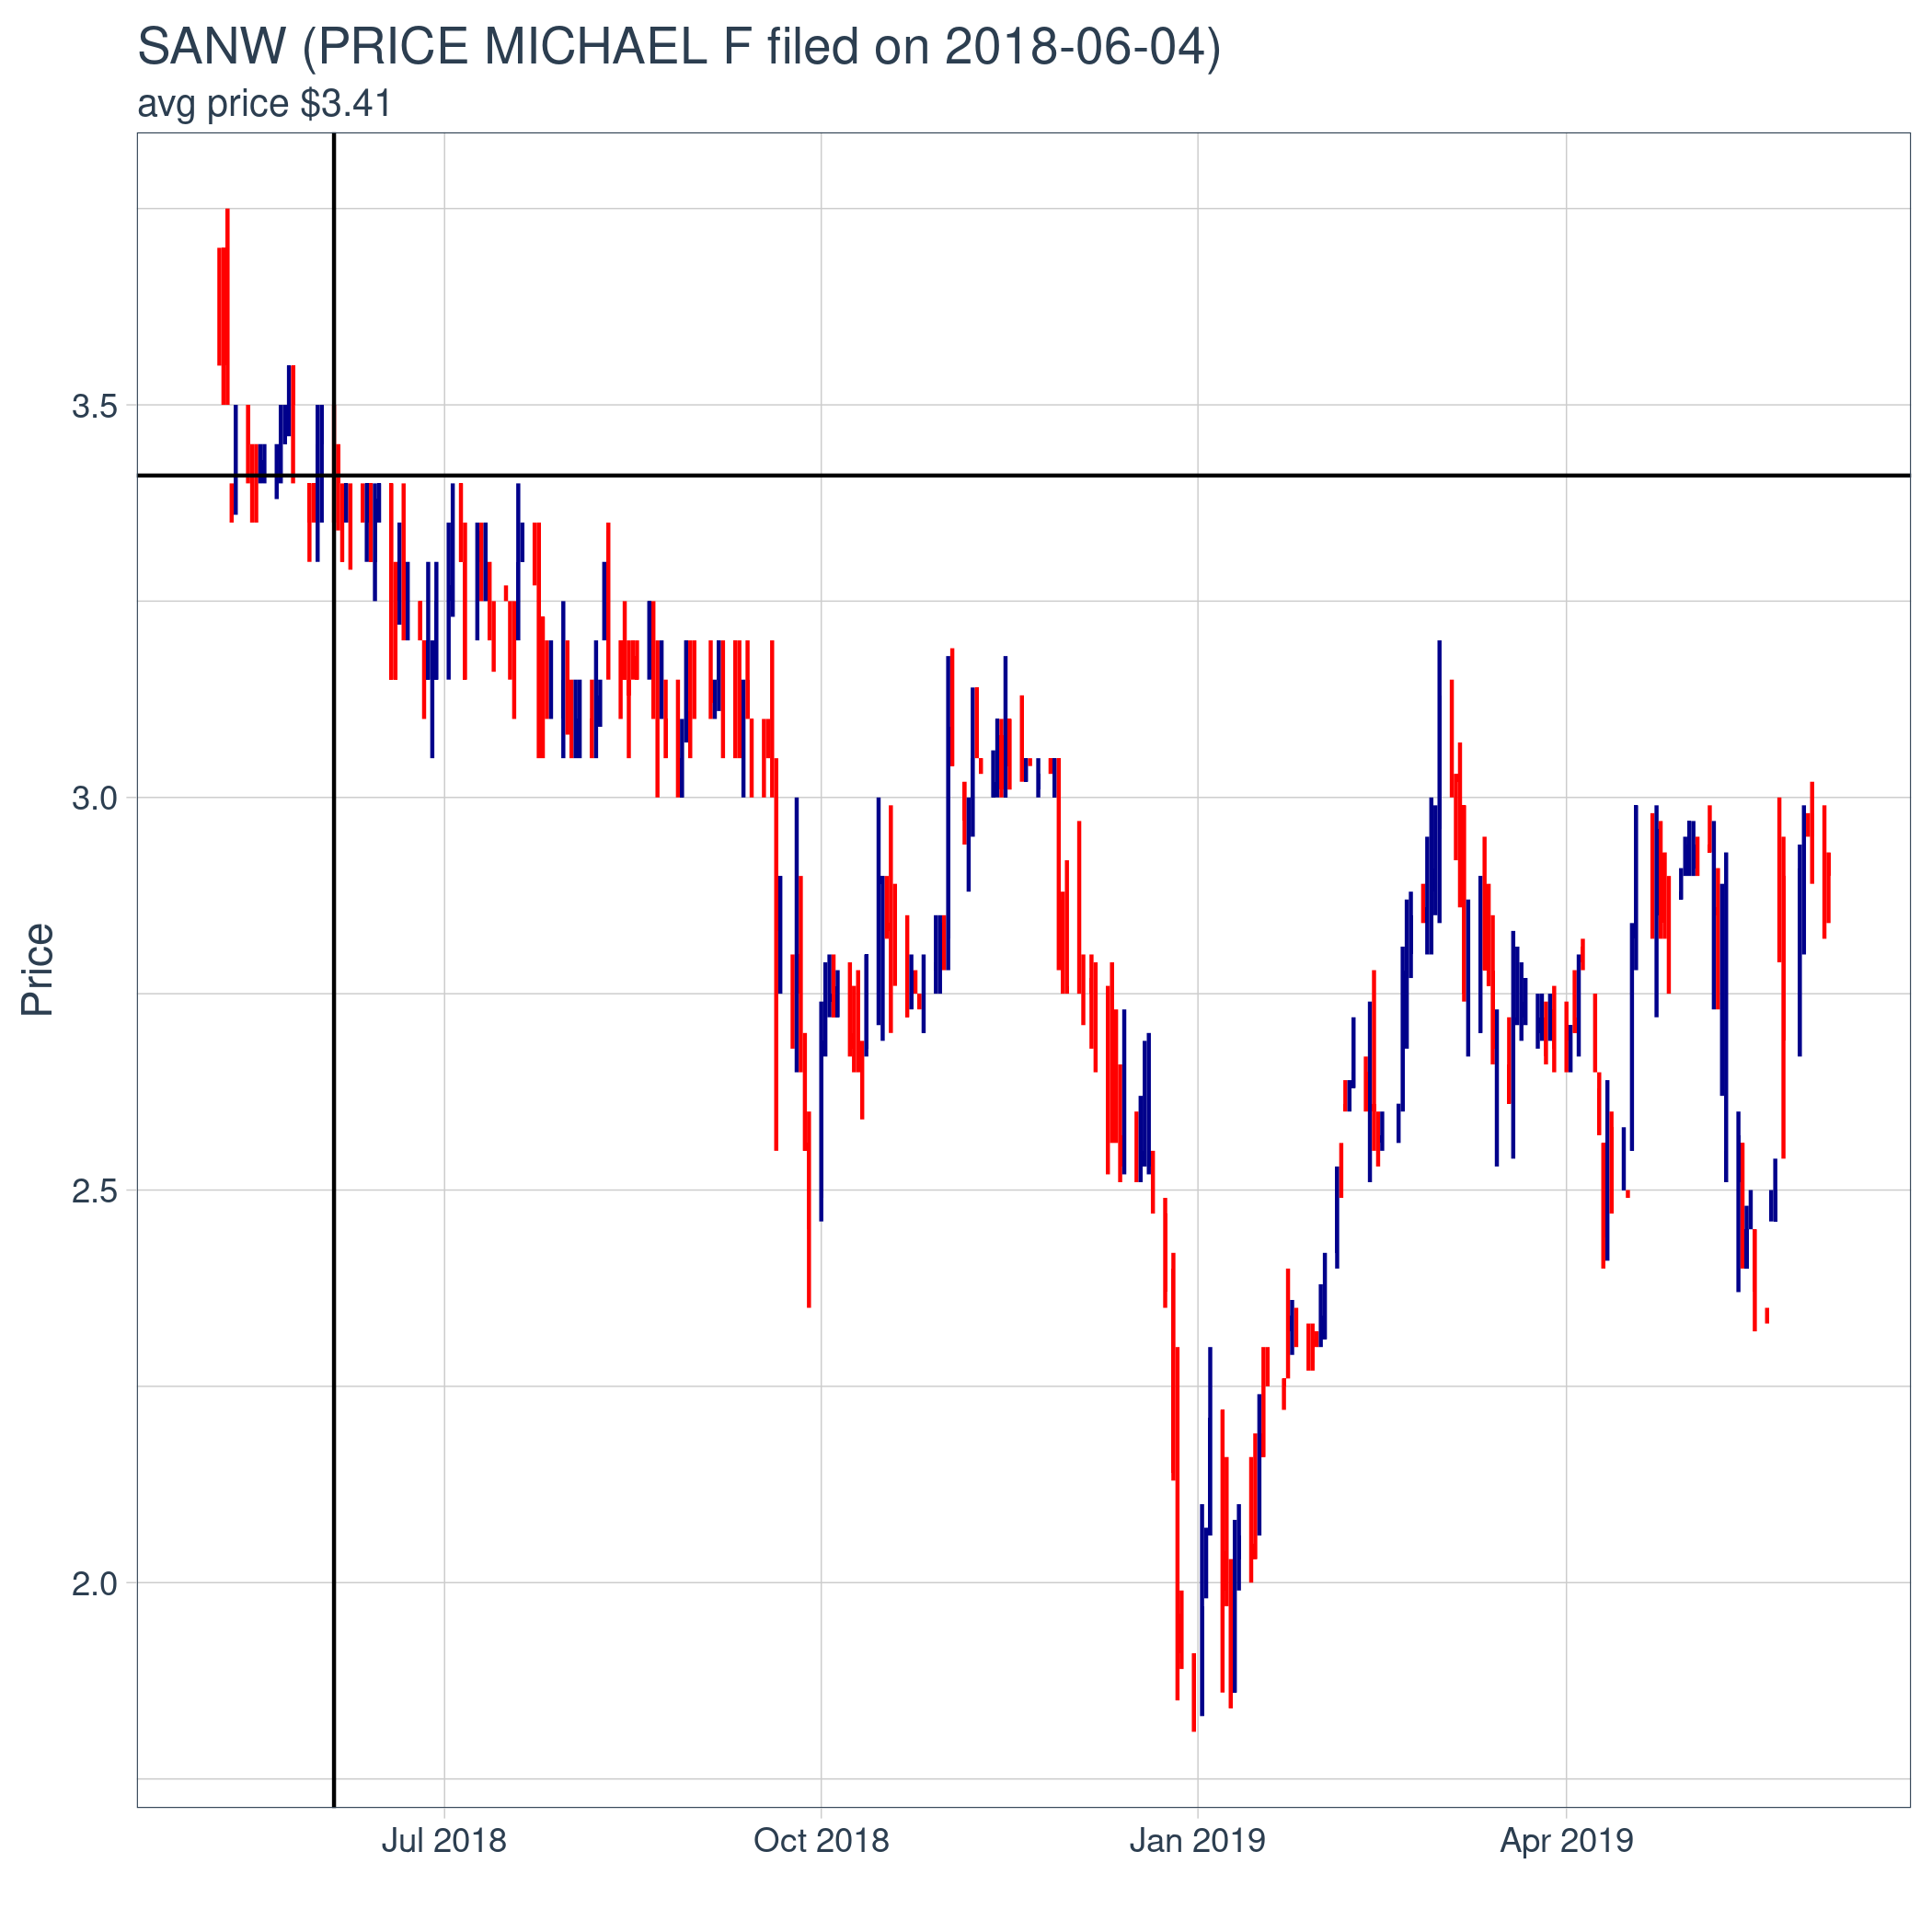 SANW (PRICE MICHAEL F filed on 2018-06-04)
avg price $3.41
3.5
3.0
2.5
2.0
Price
Jul 2018 Oct 2018 Jan 2019 Apr 2019